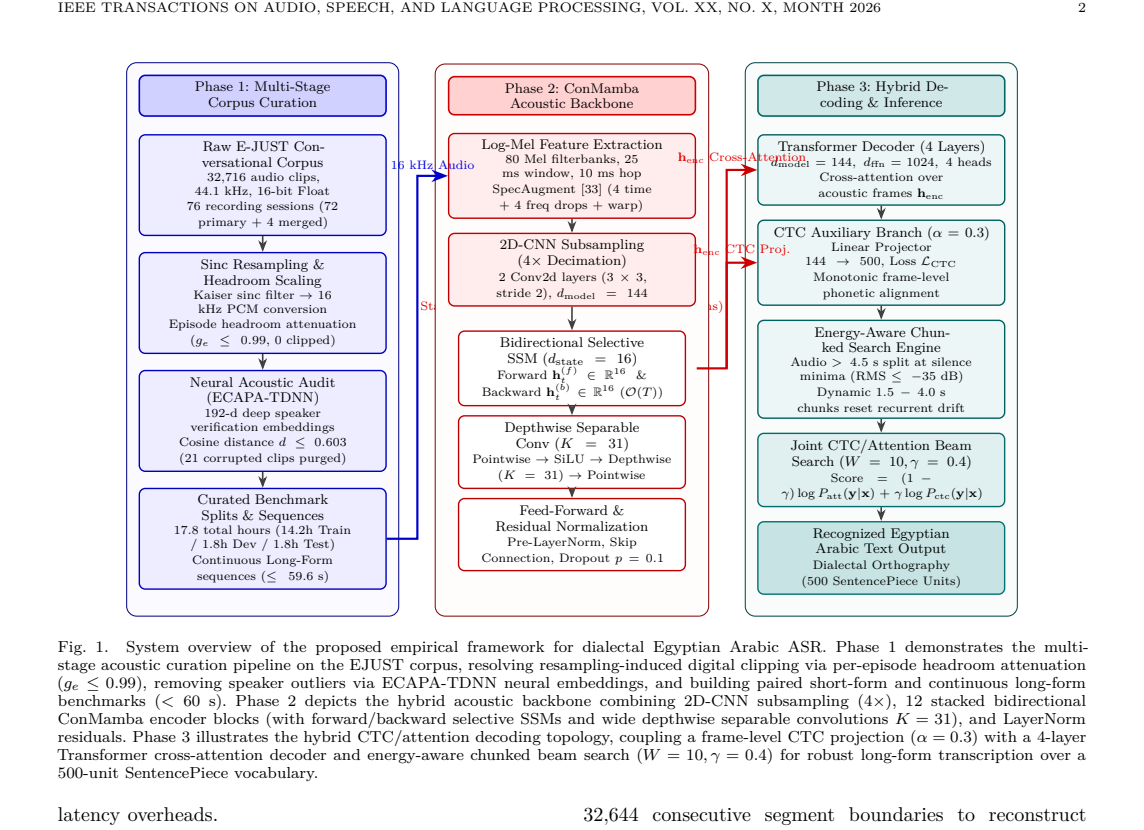 IEEE TRANSACTIONS ON AUDIO, SPEECH, AND LANGUAGE PROCESSING, VOL. XX, NO. X, MONTH 2026
2
Phase 1: Multi-Stage
Corpus Curation
Raw E-JUST Con-
versational Corpus
32,716 audio clips,
44.1 kHz, 16-bit Float
76 recording sessions (72
primary + 4 merged)
Sinc Resampling &
Headroom Scaling
Kaiser sinc filter → 16
kHz PCM conversion
Episode headroom attenuation
(gₑ ≤ 0.99, 0 clipped)
Neural Acoustic Audit
(ECAPA-TDNN)
192-d deep speaker
verification embeddings
Cosine distance d ≤ 0.603
(21 corrupted clips purged)
Curated Benchmark
Splits & Sequences
17.8 total hours (14.2h Train
/ 1.8h Dev / 1.8h Test)
Continuous Long-Form
sequences (≤ 59.6 s)
16 kHz Audio
Phase 2: ConMamba
Acoustic Backbone
Log-Mel Feature Extraction
80 Mel filterbanks, 25
ms window, 10 ms hop
SpecAugment [33] (4 time
+ 4 freq drops + warp)
2D-CNN Subsampling
(4× Decimation)
2 Conv2d layers (3 × 3,
stride 2), d_model = 144
Bidirectional Selective
SSM (d_state = 16)
Forward h_t^(f) ∈ ℝ^16 &
Backward h_t^(b) ∈ ℝ^16 (𝒪(T))
Depthwise Separable
Conv (K = 31)
Pointwise → SiLU → Depthwise
(K = 31) → Pointwise
Feed-Forward &
Residual Normalization
Pre-LayerNorm, Skip
Connection, Dropout p = 0.1
h_enc Cross-Attention
h_enc CTC Proj.
Phase 3: Hybrid De-
coding & Inference
Transformer Decoder (4 Layers)
d_model = 144, d_ffn = 1024, 4 heads
Cross-attention over
acoustic frames h_enc
CTC Auxiliary Branch (α = 0.3)
Linear Projector
144 → 500, Loss ℒ_CTC
Monotonic frame-level
phonetic alignment
Energy-Aware Chun-
ked Search Engine
Audio > 4.5 s split at silence
minima (RMS ≤ −35 dB)
Dynamic 1.5 − 4.0 s
chunks reset recurrent drift
Joint CTC/Attention Beam
Search (W = 10, γ = 0.4)
Score = (1 −
γ) log P_att(y|x) + γ log P_ctc(y|x)
Recognized Egyptian
Arabic Text Output
Dialectal Orthography
(500 SentencePiece Units)
Fig. 1. System overview of the proposed empirical framework for dialectal Egyptian Arabic ASR. Phase 1 demonstrates the multi-
stage acoustic curation pipeline on the EJUST corpus, resolving resampling-induced digital clipping via per-episode headroom attenuation
(gₑ ≤ 0.99), removing speaker outliers via ECAPA-TDNN neural embeddings, and building paired short-form and continuous long-form
benchmarks (< 60 s). Phase 2 depicts the hybrid acoustic backbone combining 2D-CNN subsampling (4×), 12 stacked bidirectional
ConMamba encoder blocks (with forward/backward selective SSMs and wide depthwise separable convolutions K = 31), and LayerNorm
residuals. Phase 3 illustrates the hybrid CTC/attention decoding topology, coupling a frame-level CTC projection (α = 0.3) with a 4-layer
Transformer cross-attention decoder and energy-aware chunked beam search (W = 10, γ = 0.4) for robust long-form transcription over a
500-unit SentencePiece vocabulary.
latency overheads.
32,644 consecutive segment boundaries to reconstruct